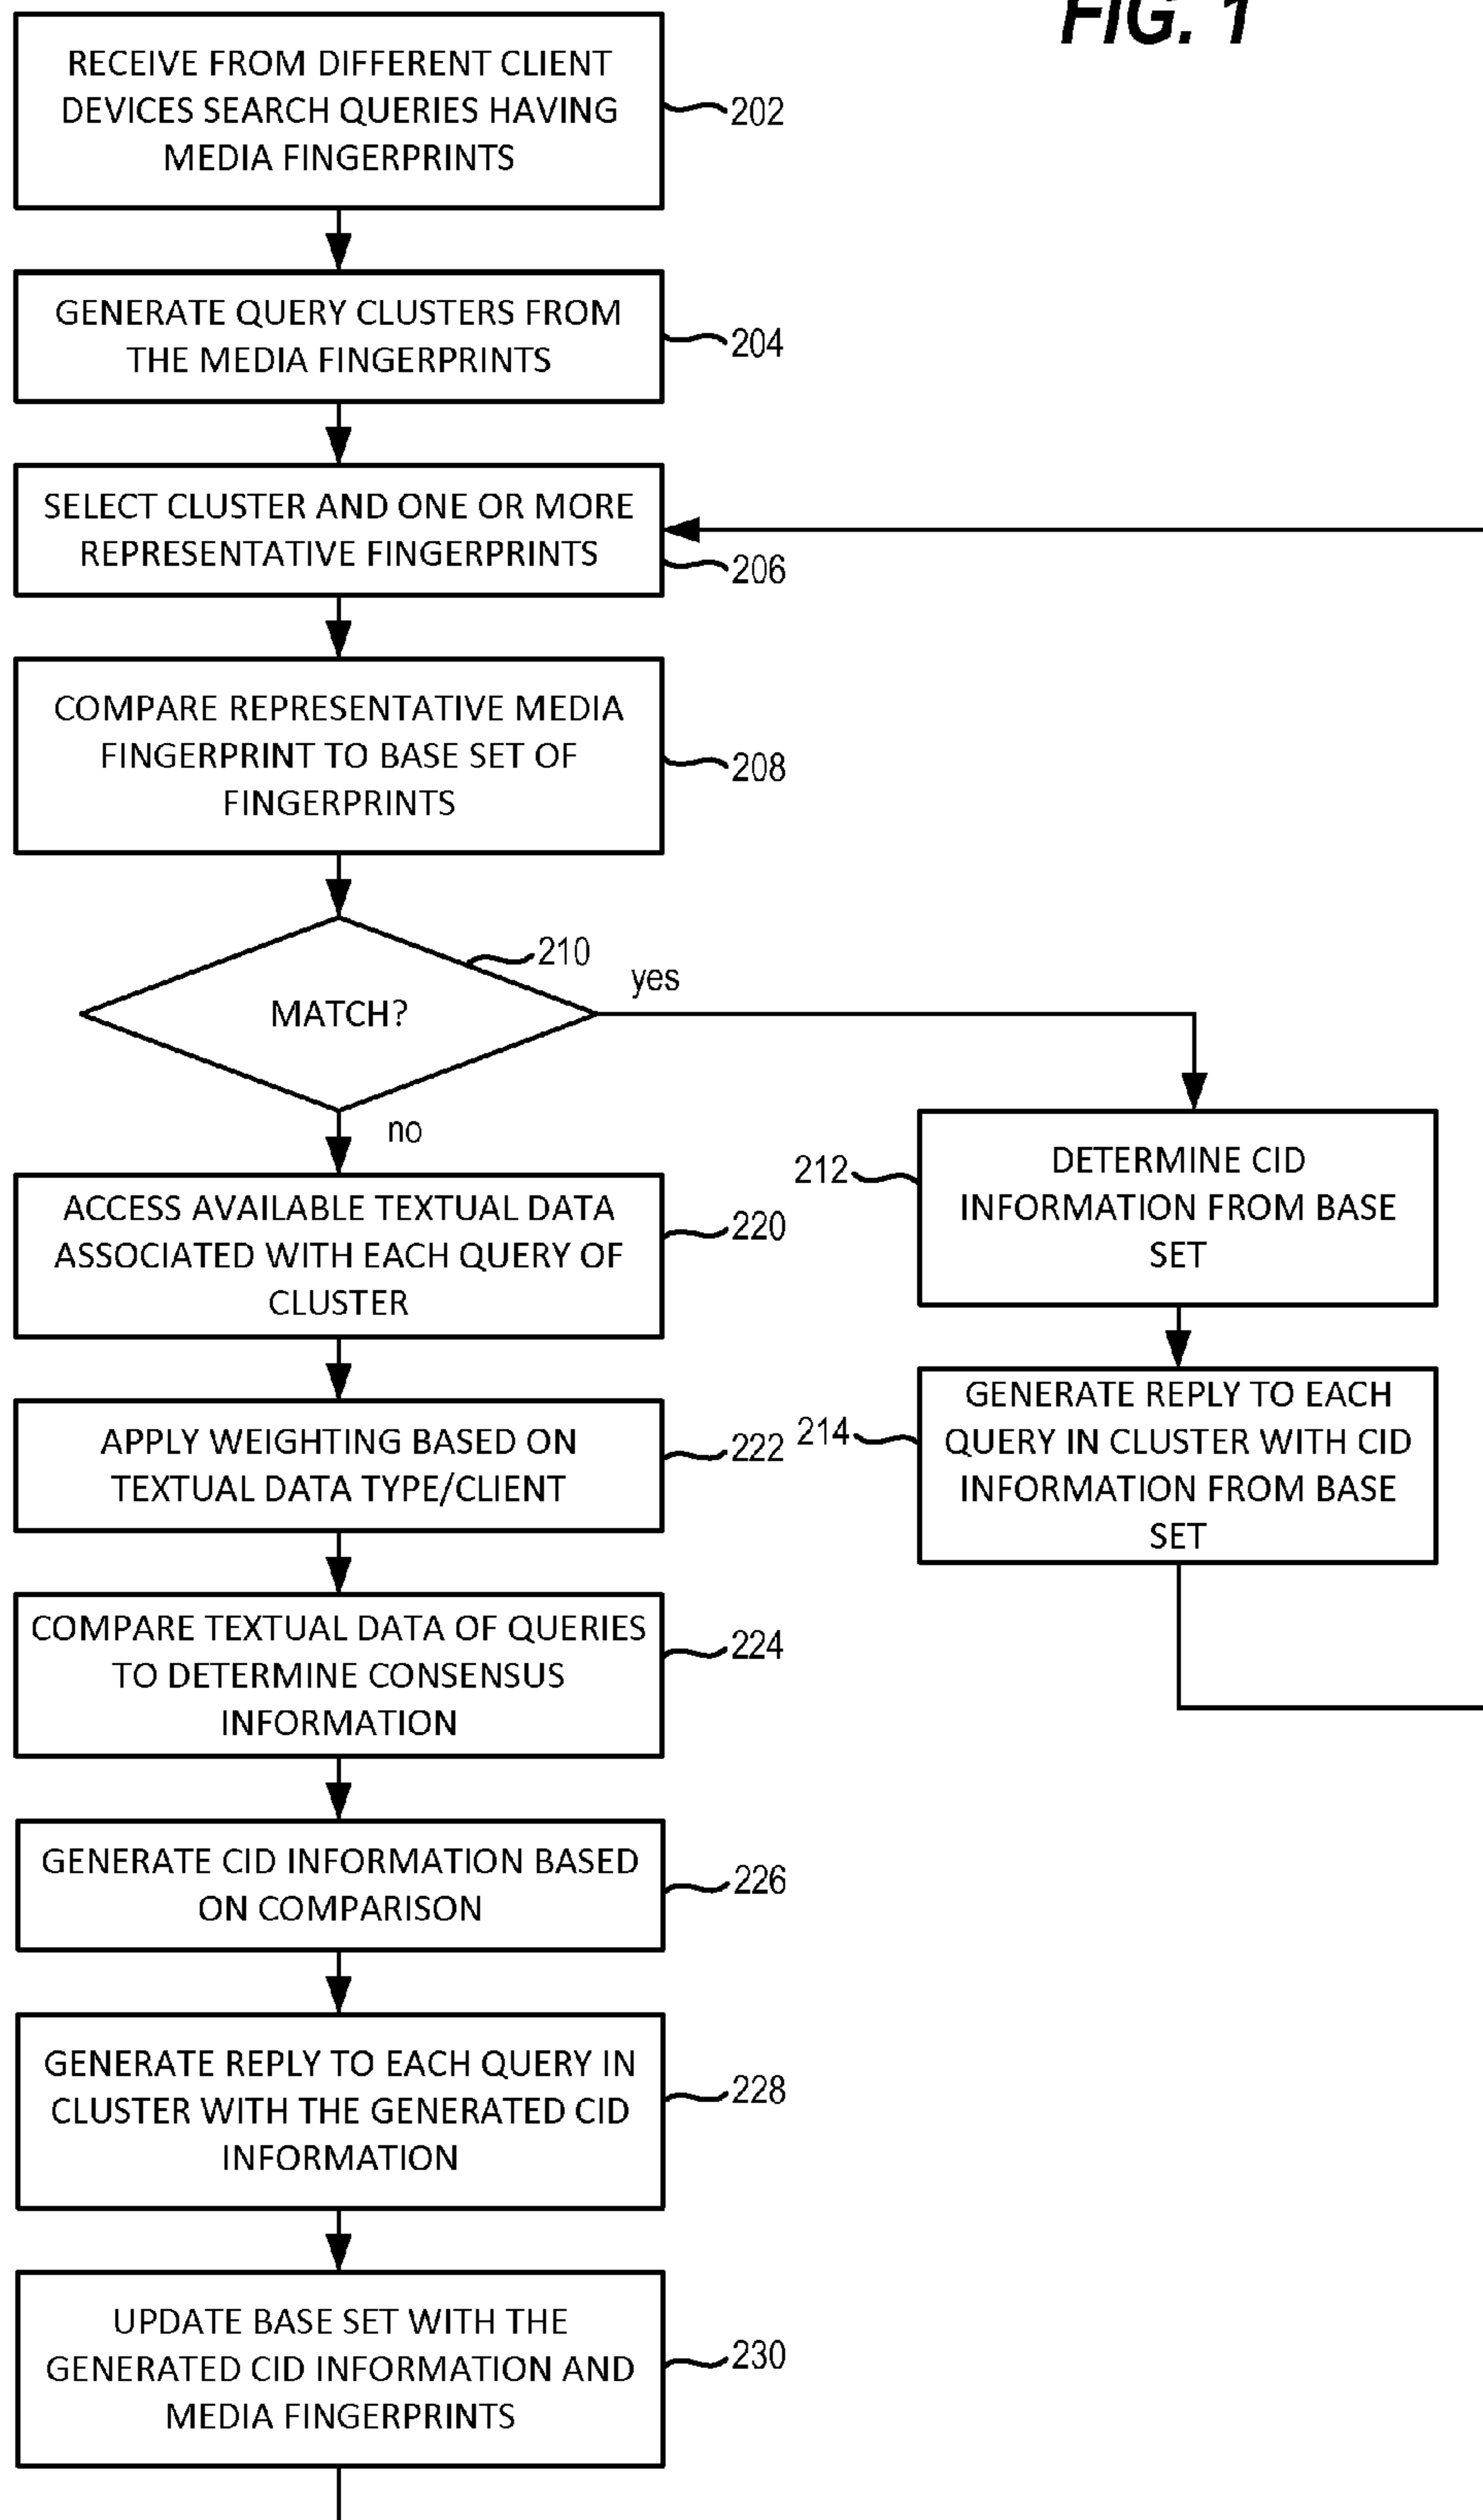 FIG. 1
RECEIVE FROM DIFFERENT CLIENT
DEVICES SEARCH QUERIES HAVING
MEDIA FINGERPRINTS
202
GENERATE QUERY CLUSTERS FROM
THE MEDIA FINGERPRINTS
204
SELECT CLUSTER AND ONE OR MORE
REPRESENTATIVE FINGERPRINTS
206
COMPARE REPRESENTATIVE MEDIA
FINGERPRINT TO BASE SET OF
FINGERPRINTS
208
210
MATCH?
yes
no
212
DETERMINE CID
INFORMATION FROM BASE
SET
214
GENERATE REPLY TO EACH
QUERY IN CLUSTER WITH CID
INFORMATION FROM BASE
SET
ACCESS AVAILABLE TEXTUAL DATA
ASSOCIATED WITH EACH QUERY OF
CLUSTER
220
APPLY WEIGHTING BASED ON
TEXTUAL DATA TYPE/CLIENT
222
COMPARE TEXTUAL DATA OF QUERIES
TO DETERMINE CONSENSUS
INFORMATION
224
GENERATE CID INFORMATION BASED
ON COMPARISON
226
GENERATE REPLY TO EACH QUERY IN
CLUSTER WITH THE GENERATED CID
INFORMATION
228
UPDATE BASE SET WITH THE
GENERATED CID INFORMATION AND
MEDIA FINGERPRINTS
230